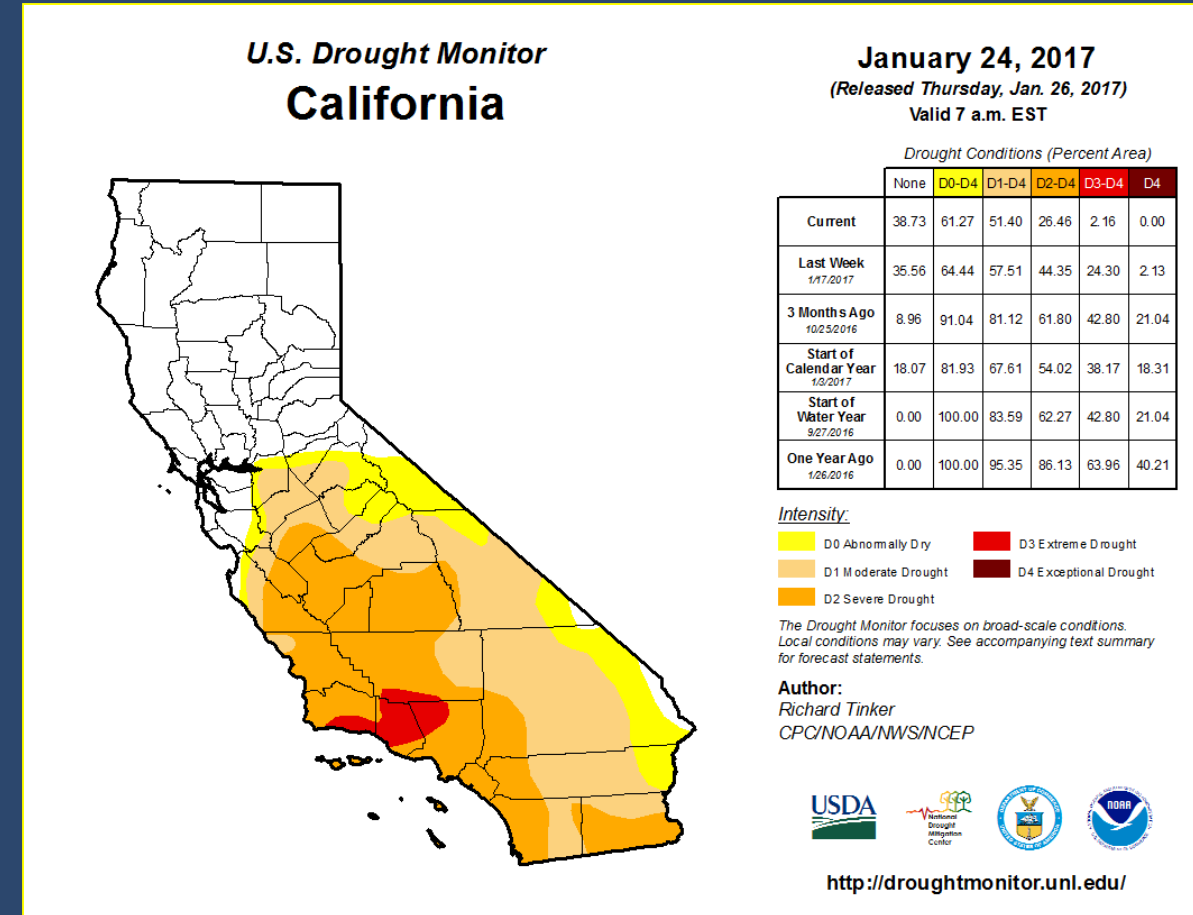 U.S. Drought Monitor
California
January 24, 2017
(Released Thursday, Jan. 26, 2017)
Valid 7 a.m. EST
Drought Conditions (Percent Area)
None D0-D4 D1-D4 D2-D4 D3-D4 D4
Current 38.73 61.27 51.40 26.46 2.16 0.00
Last Week
1/17/2017
35.56 64.44 57.51 44.35 24.30 2.13
3 Months Ago
10/25/2016
8.96 91.04 81.12 61.80 42.80 21.04
Start of
Calendar Year
1/3/2017
18.07 81.93 67.61 54.02 38.17 18.31
Start of
Water Year
9/27/2016
0.00 100.00 83.59 62.27 42.80 21.04
One Year Ago
1/26/2016
0.00 100.00 95.35 86.13 63.96 40.21
Intensity:
D0 Abnormally Dry
D3 Extreme Drought
D1 Moderate Drought
D4 Exceptional Drought
D2 Severe Drought
The Drought Monitor focuses on broad-scale conditions.
Local conditions may vary. See accompanying text summary
for forecast statements.
Author:
Richard Tinker
CPC/NOAA/NWS/NCEP
USDA
National
Drought
Mitigation
Center
NOAA
http://droughtmonitor.unl.edu/